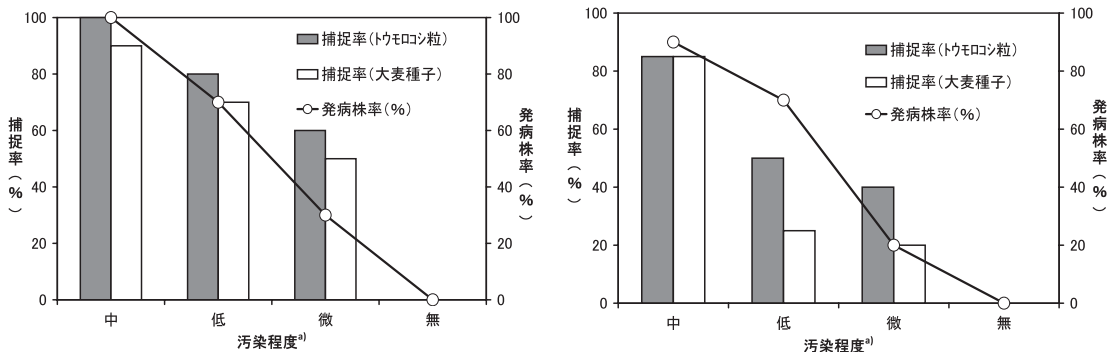 100
80
60
40
20
0
捕捉率（%）
捕捉率（ﾄｳﾓﾛｺｼ粒）
捕捉率（大麦種子）
発病株率（%）
100
80
60
40
20
0
発病株率（%）
中 低 微 無
汚染程度a)
100
80
60
40
20
0
捕捉率（%）
捕捉率（ﾄｳﾓﾛｺｼ粒）
捕捉率（大麦種子）
発病株率（%）
100
80
60
40
20
0
発病株率（%）
中 低 微 無
汚染程度a)